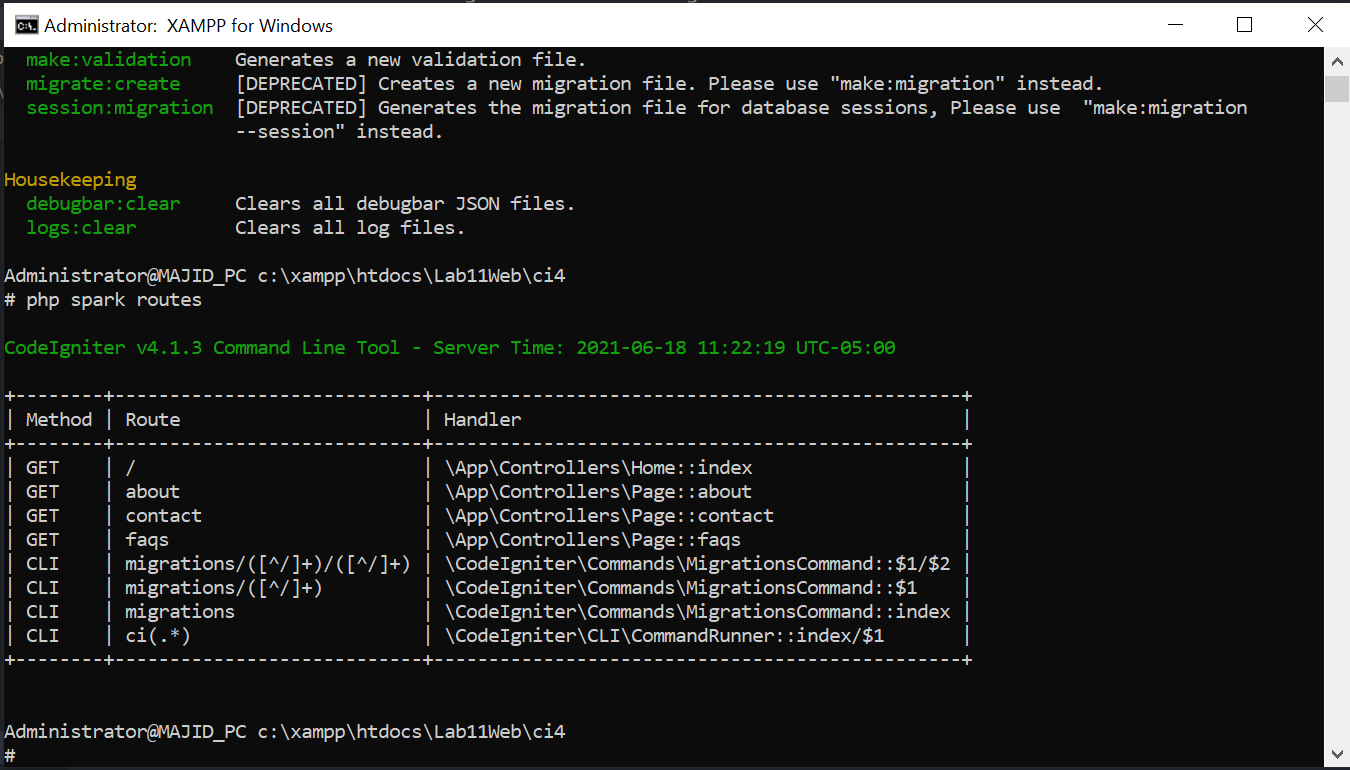 Administrator:  XAMPP for Windows
make:validation    Generates a new validation file.
migrate:create     [DEPRECATED] Creates a new migration file. Please use "make:migration" instead.
session:migration  [DEPRECATED] Generates the migration file for database sessions, Please use  "make:migration
--session" instead.
Housekeeping
debugbar:clear     Clears all debugbar JSON files.
logs:clear         Clears all log files.
Administrator@MAJID_PC c:\xampp\htdocs\Lab11Web\ci4
# php spark routes
CodeIgniter v4.1.3 Command Line Tool - Server Time: 2021-06-18 11:22:19 UTC-05:00
+--------+----------------------------+------------------------------------------------+
| Method | Route                      | Handler                                        |
+--------+----------------------------+------------------------------------------------+
| GET    | /                          | \App\Controllers\Home::index                   |
| GET    | about                      | \App\Controllers\Page::about                   |
| GET    | contact                    | \App\Controllers\Page::contact                 |
| GET    | faqs                       | \App\Controllers\Page::faqs                    |
| CLI    | migrations/([^/]+)/([^/]+) | \CodeIgniter\Commands\MigrationsCommand::$1/$2 |
| CLI    | migrations/([^/]+)         | \CodeIgniter\Commands\MigrationsCommand::$1    |
| CLI    | migrations                 | \CodeIgniter\Commands\MigrationsCommand::index |
| CLI    | ci(.*)                     | \CodeIgniter\CLI\CommandRunner::index/$1       |
+--------+----------------------------+------------------------------------------------+
Administrator@MAJID_PC c:\xampp\htdocs\Lab11Web\ci4
#